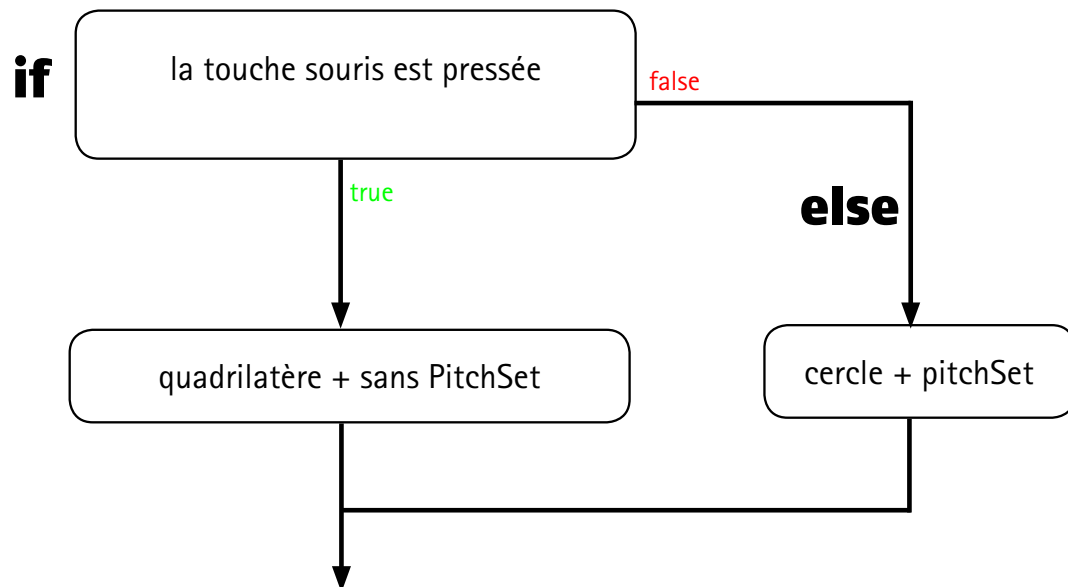 if
la touche souris est pressée
false
true
else
quadrilatère + sans PitchSet
cercle + pitchSet